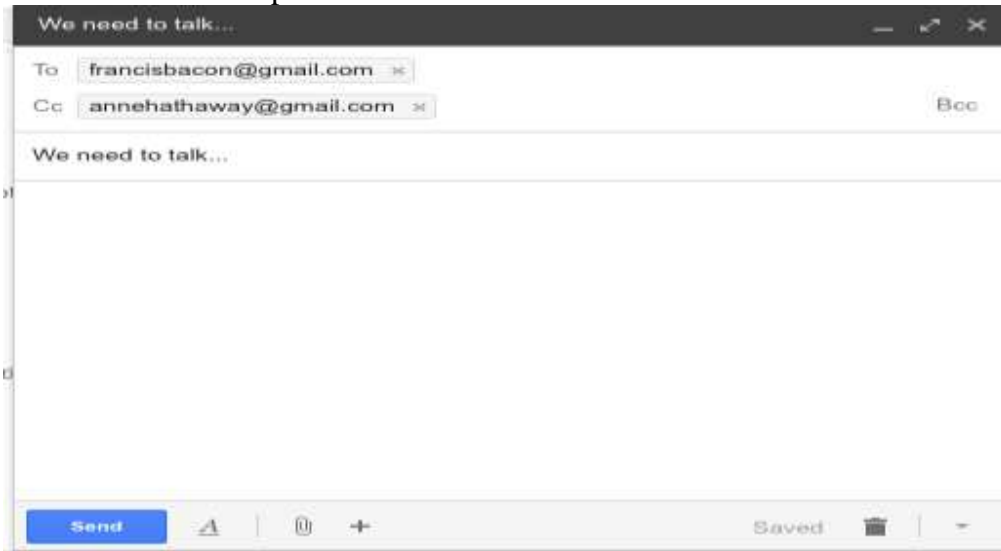 We need to talk...
To francisbacon@gmail.com ×
Cc annehathaway@gmail.com × Bcc
We need to talk...
Send A Saved